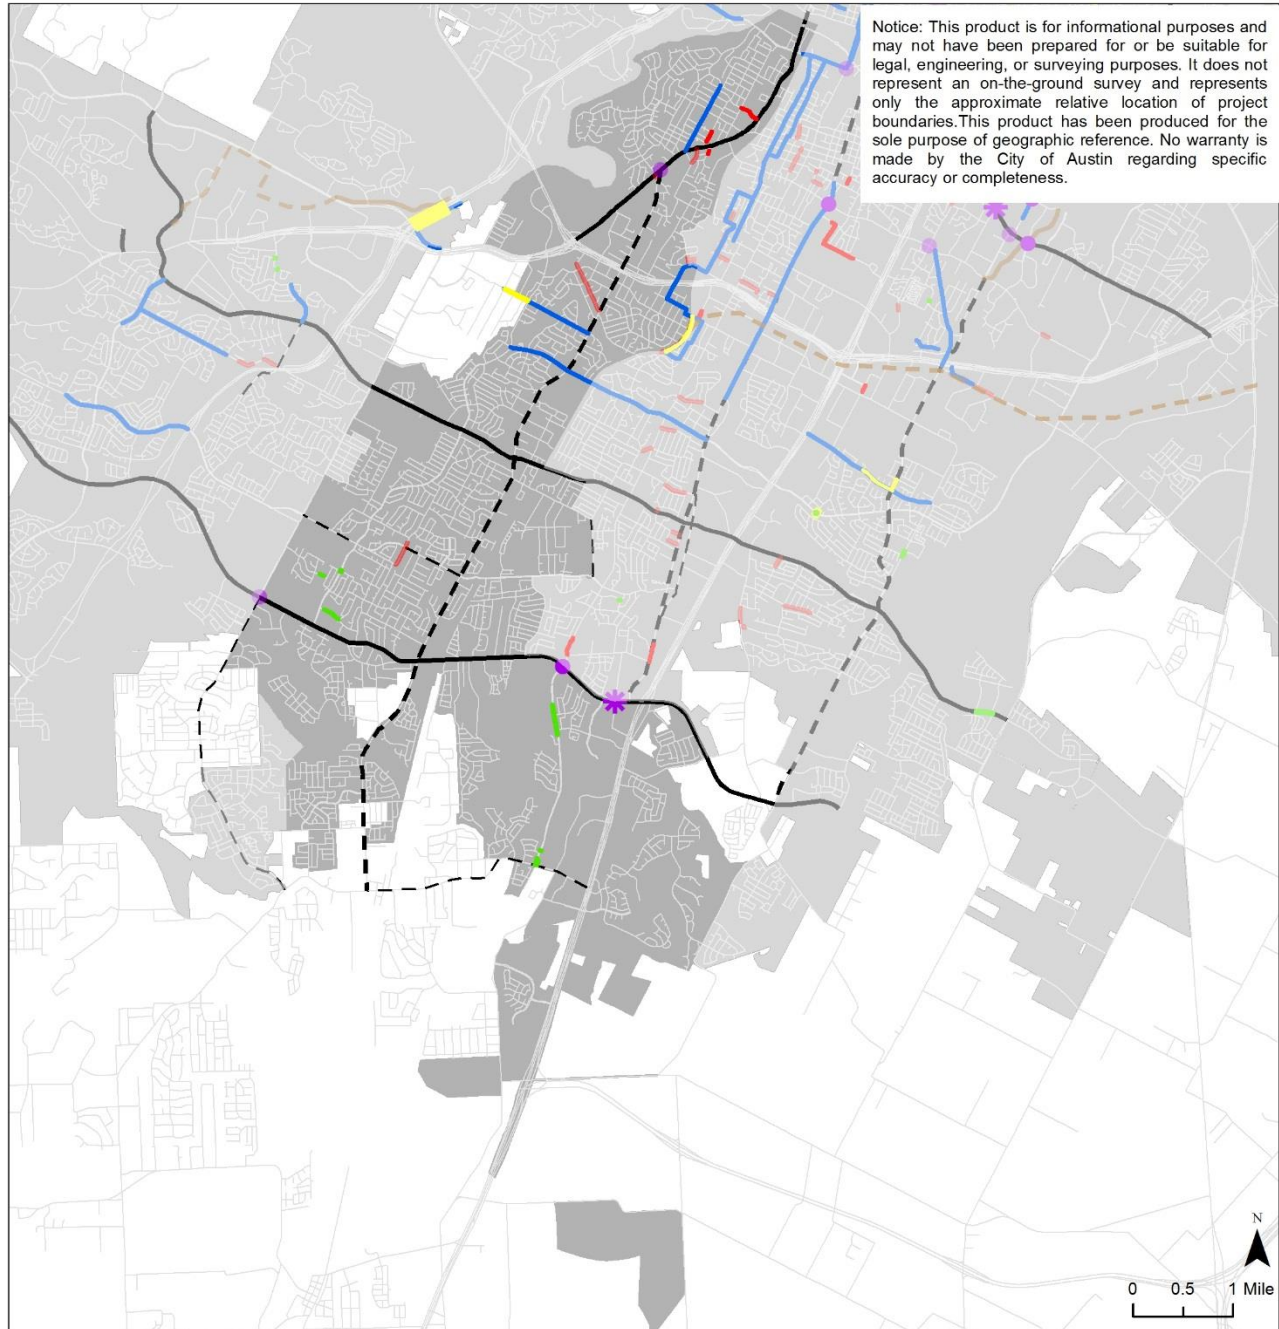 Notice: This product is for informational purposes and
may not have been prepared for or be suitable for
legal, engineering, or surveying purposes. It does not
represent an on-the-ground survey and represents
only the approximate relative location of project
boundaries.This product has been produced for the
sole purpose of geographic reference. No warranty is
made by the City of Austin regarding specific
accuracy or completeness.
N
0 0.5 1 Mile